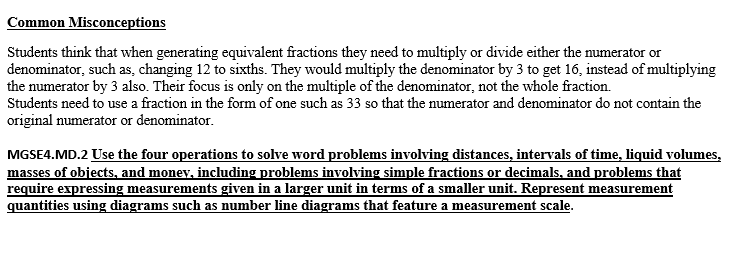 Common Misconceptions
Students think that when generating equivalent fractions they need to multiply or divide either the numerator or
denominator, such as, changing 12 to sixths. They would multiply the denominator by 3 to get 16, instead of multiplying
the numerator by 3 also. Their focus is only on the multiple of the denominator, not the whole fraction.
Students need to use a fraction in the form of one such as 33 so that the numerator and denominator do not contain the
original numerator or denominator.
MGSE4.MD.2 Use the four operations to solve word problems involving distances, intervals of time, liquid volumes,
masses of objects, and money, including problems involving simple fractions or decimals, and problems that
require expressing measurements given in a larger unit in terms of a smaller unit. Represent measurement
quantities using diagrams such as number line diagrams that feature a measurement scale.